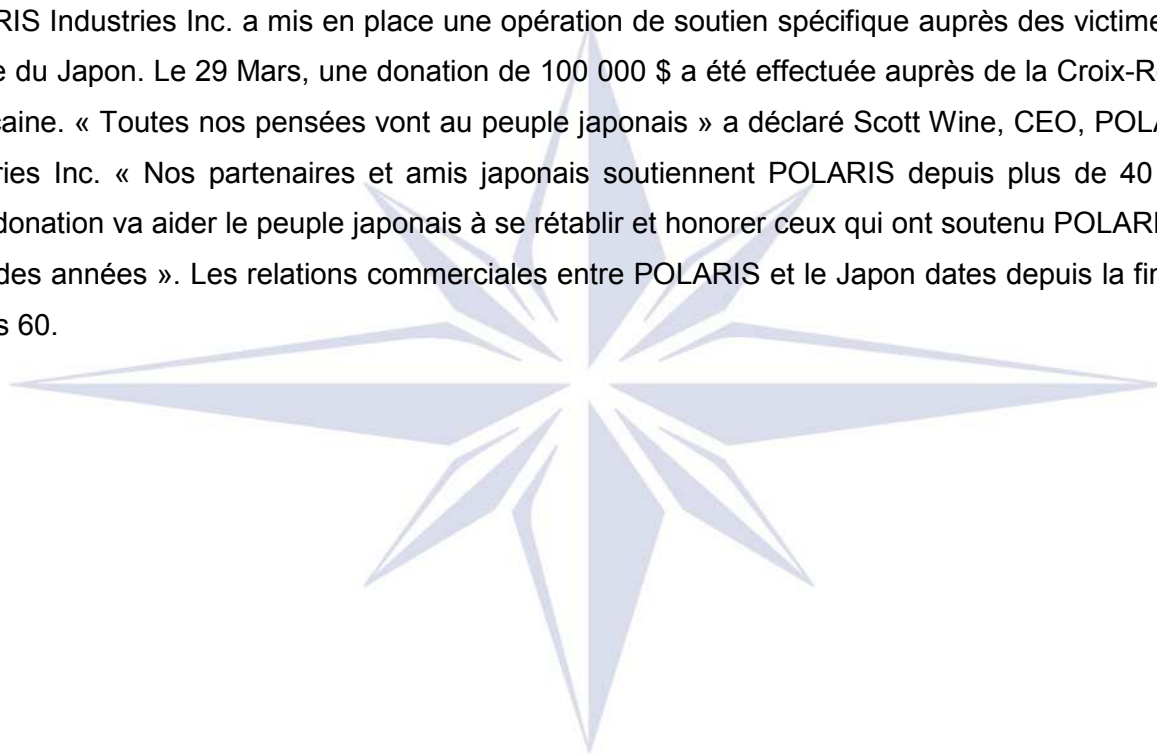 RIS Industries Inc. a mis en place une opération de soutien spécifique auprès des victime
e du Japon. Le 29 Mars, une donation de 100 000 $ a été effectuée auprès de la Croix-R
caine. « Toutes nos pensées vont au peuple japonais » a déclaré Scott Wine, CEO, POLA
ries Inc. « Nos partenaires et amis japonais soutiennent POLARIS depuis plus de 40
donation va aider le peuple japonais à se rétablir et honorer ceux qui ont soutenu POLARI
des années ». Les relations commerciales entre POLARIS et le Japon dates depuis la fin
s 60.